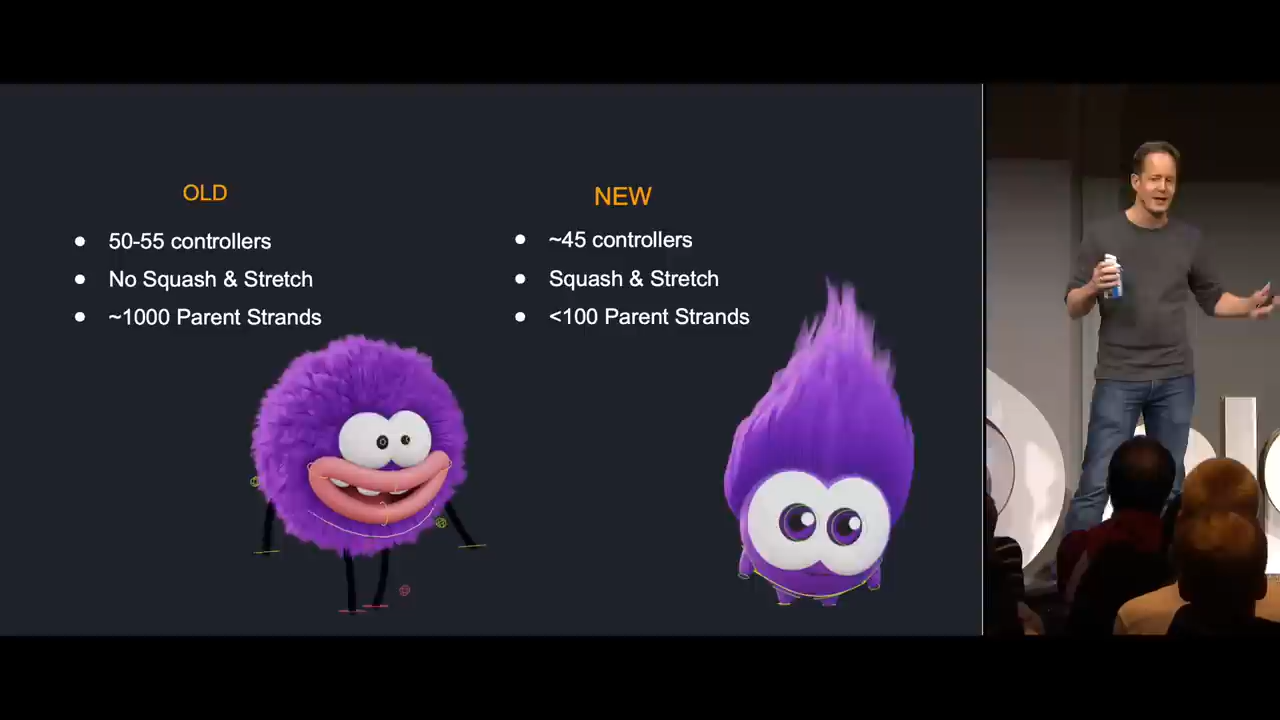 OLD
● 50-55 controllers
● No Squash & Stretch
● ~1000 Parent Strands
NEW
● ~45 controllers
● Squash & Stretch
● <100 Parent Strands